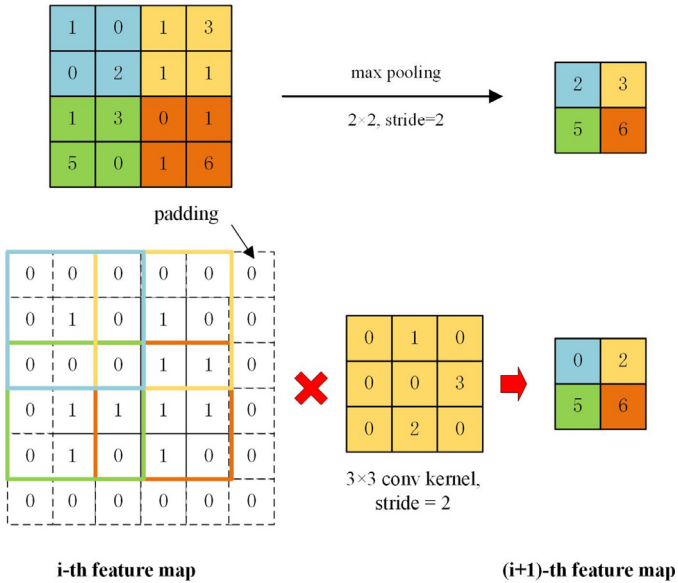 1 0 1 3
0 2 1 1
1 3 0 1
5 0 1 6
max pooling
2×2, stride=2
2 3
5 6
padding
0 0 0 0 0 0
0 1 0 1 0 0
0 0 0 1 1 0
0 1 1 1 1 0
0 1 0 1 0 0
0 0 0 0 0 0
0 1 0
0 0 3
0 2 0
3×3 conv kernel,
stride = 2
0 2
5 6
i-th feature map
(i+1)-th feature map